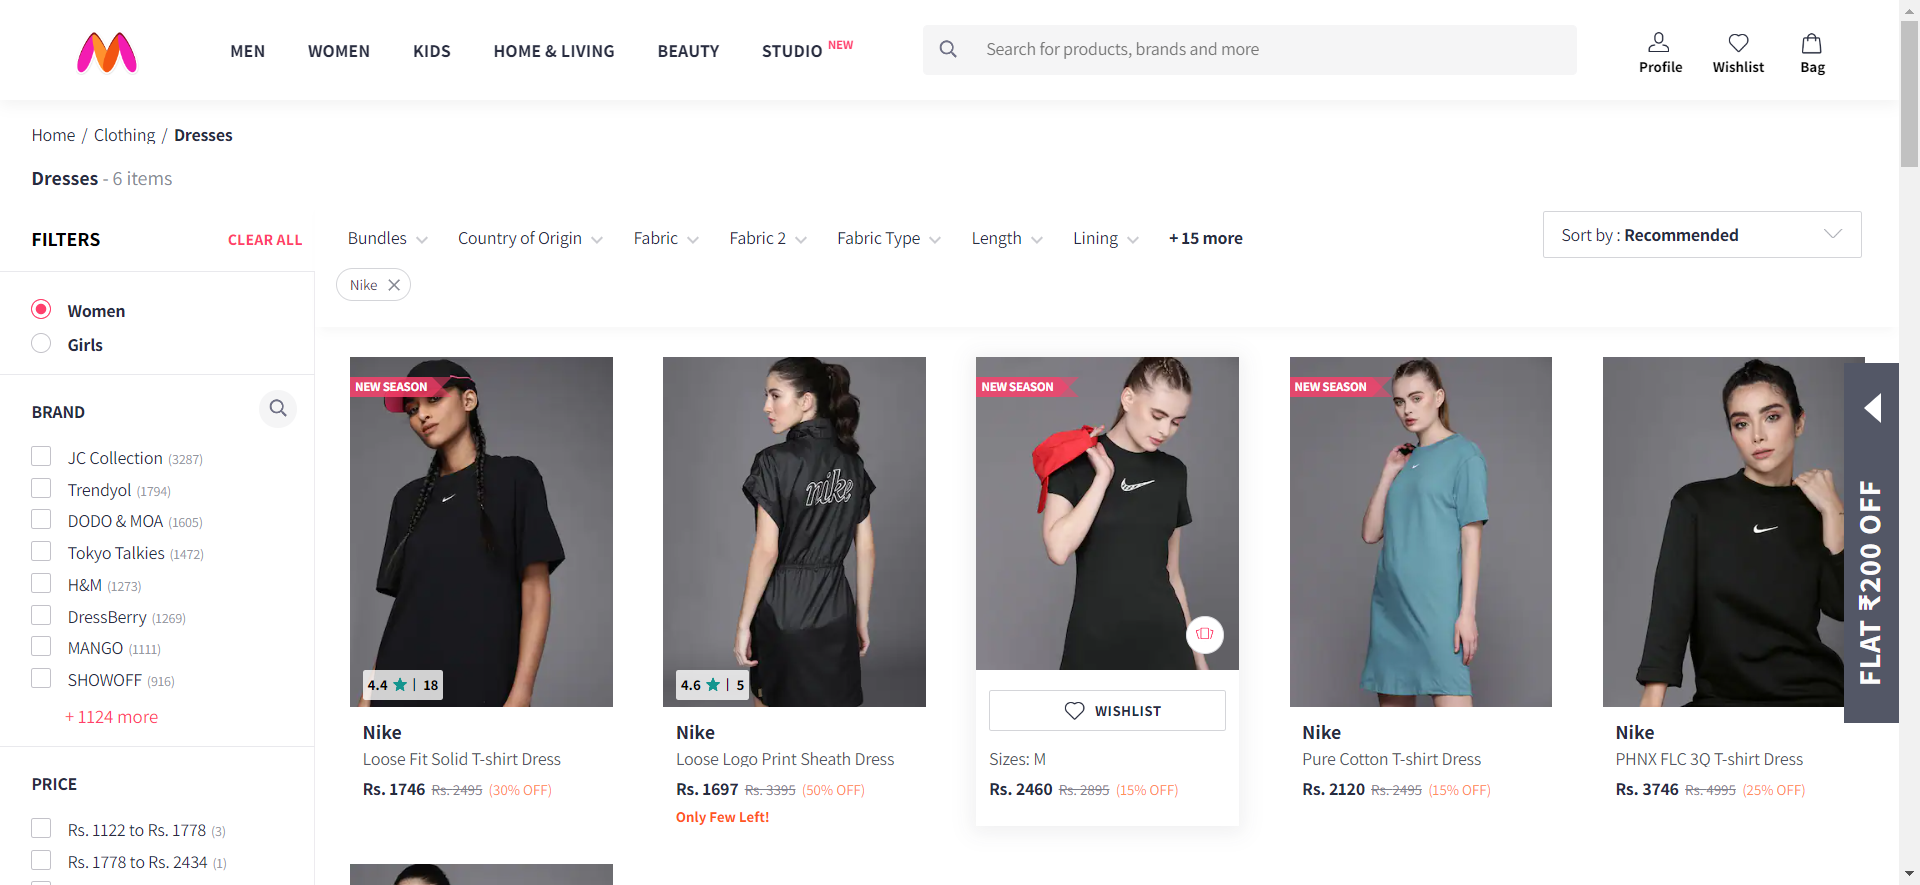 MEN WOMEN KIDS HOME & LIVING BEAUTY STUDIO NEW
Search for products, brands and more
Profile Wishlist Bag
Home / Clothing / Dresses
Dresses - 6 items
FILTERS CLEAR ALL
Bundles Country of Origin Fabric Fabric 2 Fabric Type Length Lining + 15 more
Sort by : Recommended
Nike
Women
Girls
BRAND
JC Collection (3287)
Trendyol (1794)
DODO & MOA (1605)
Tokyo Talkies (1472)
H&M (1273)
DressBerry (1269)
MANGO (1111)
SHOWOFF (916)
+ 1124 more
PRICE
Rs. 1122 to Rs. 1778 (3)
Rs. 1778 to Rs. 2434 (1)
NEW SEASON
4.4 | 18
Nike
Loose Fit Solid T-shirt Dress
Rs. 1746 Rs. 2495 (30% OFF)
nike
4.6 | 5
Nike
Loose Logo Print Sheath Dress
Rs. 1697 Rs. 3395 (50% OFF)
Only Few Left!
NEW SEASON
WISHLIST
Sizes: M
Rs. 2460 Rs. 2895 (15% OFF)
NEW SEASON
Nike
Pure Cotton T-shirt Dress
Rs. 2120 Rs. 2495 (15% OFF)
Nike
PHNX FLC 3Q T-shirt Dress
Rs. 3746 Rs. 4995 (25% OFF)
FLAT ₹200 OFF